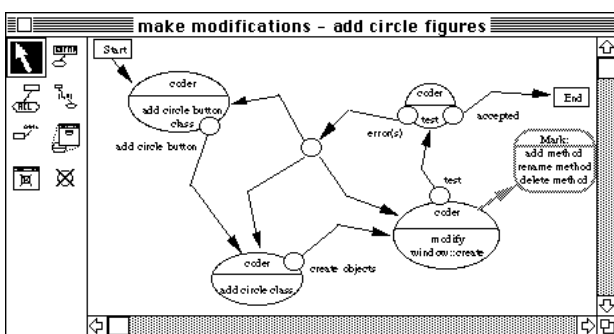 make modifications - add circle figures
Start
coder
add circle button
class
add circle button
coder
test
error(s)
accepted
End
Mark:
add method
rename method
delete method
test
coder
modify
window::create
coder
add circle class
create objects
ALL